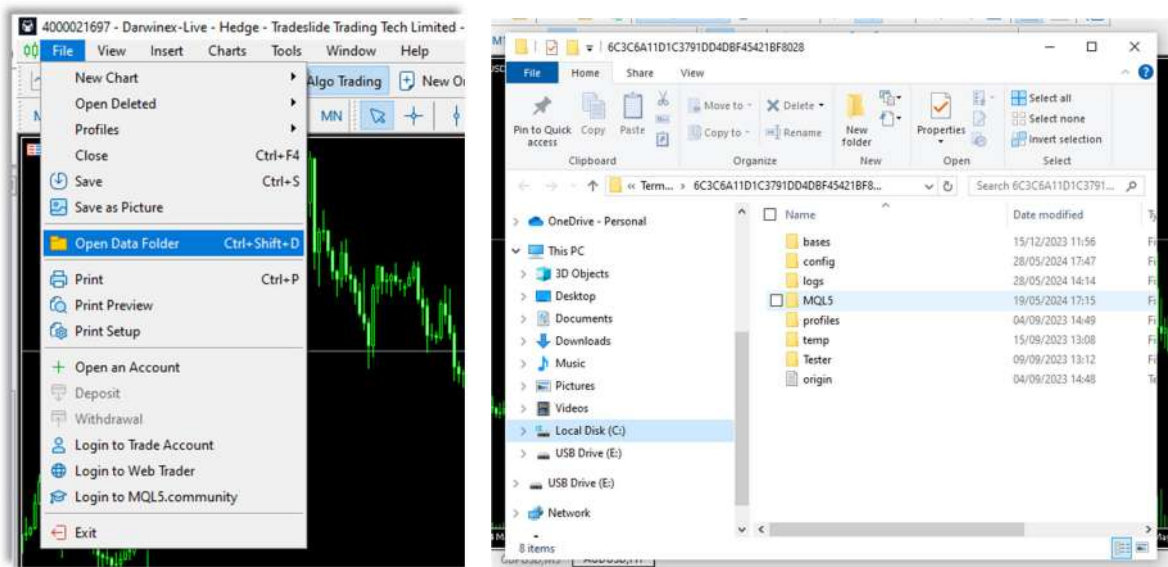 4000021697 - Darwinex-Live - Hedge - Tradeslide Trading Tech Limited -
File View Insert Charts Tools Window Help
New Chart
Algo Trading
Open Deleted
MN
Profiles
Close Ctrl+F4
Save Ctrl+S
Save as Picture
Open Data Folder Ctrl+Shift+D
Print Ctrl+P
Print Preview
Print Setup
Open an Account
Deposit
Withdrawal
Login to Trade Account
Login to Web Trader
Login to MQL5.community
Exit
6C3C6A11D1C3791DD4DBF45421BF8028
File Home Share View
Pin to Quick access
Copy
Paste
Move to
Copy to
Delete
Rename
New folder
Properties
Select all
Select none
Invert selection
Clipboard Organize New Open Select
« Term... > 6C3C6A11D1C3791DD4DBF45421BF8... Search 6C3C6A11D1C3791...
OneDrive - Personal
This PC
3D Objects
Desktop
Documents
Downloads
Music
Pictures
Videos
Local Disk (C:)
USB Drive (E:)
USB Drive (E:)
Network
Name Date modified
bases 15/12/2023 11:56
config 28/05/2024 17:47
logs 28/05/2024 14:14
MQL5 19/05/2024 17:15
profiles 04/09/2023 14:49
temp 15/09/2023 13:08
Tester 09/09/2023 13:12
origin 04/09/2023 14:48
8 items